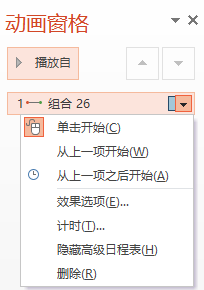 动画窗格
播放自
1 组合 26
单击开始(C)
从上一项开始(W)
从上一项之后开始(A)
效果选项(E)...
计时(T)...
隐藏高级日程表(H)
删除(R)